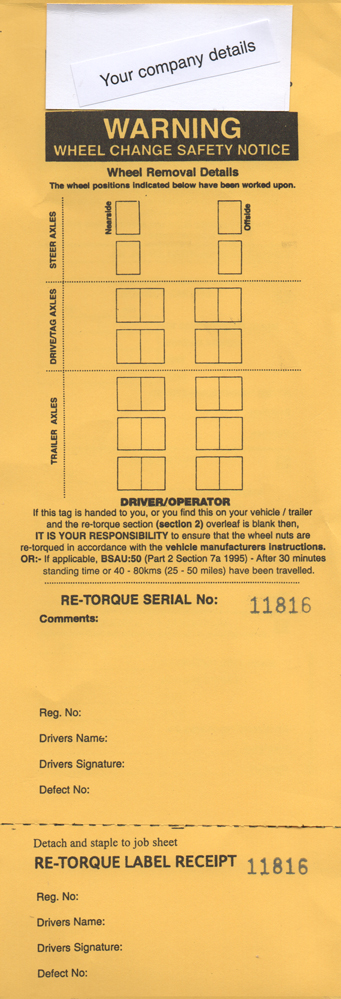 Your company details
WARNING
WHEEL CHANGE SAFETY NOTICE
Wheel Removal Details
The wheel positions indicated below have been worked upon.
Nearside
Offside
STEER AXLES
DRIVE/TAG AXLES
TRAILER AXLES
DRIVER/OPERATOR
If this tag is handed to you, or you find this on your vehicle / trailer
and the re-torque section (section 2) overleaf is blank then,
IT IS YOUR RESPONSIBILITY to ensure that the wheel nuts are
re-torqued in accordance with the vehicle manufacturers instructions.
OR:- If applicable, BSAU:50 (Part 2 Section 7a 1995) - After 30 minutes
standing time or 40 - 80kms (25 - 50 miles) have been travelled.
RE-TORQUE SERIAL No: 11816
Comments:
Reg. No:
Drivers Name:
Drivers Signature:
Defect No:
Detach and staple to job sheet
RE-TORQUE LABEL RECEIPT 11816
Reg. No:
Drivers Name:
Drivers Signature:
Defect No: